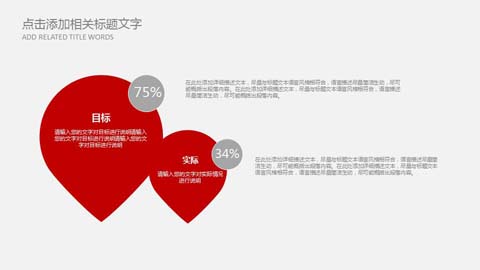 点击添加相关标题文字
ADD RELATED TITLE WORDS
75%
目标
请输入您的文字对目标进行说明请输入
您的文字对目标进行说明请输入您的文
字对目标进行说明
在此处添加详细描述文本，尽量与标题文本语言风格相符合，语言描述尽量简洁生动，尽可
能概括出段落内容。在此处添加详细描述文本，尽量与标题文本语言风格相符合，语言描述
尽量简洁生动，尽可能概括出段落内容。
34%
实际
请输入您的文字对实际情况
进行说明
在此处添加详细描述文本，尽量与标题文本语言风格相符合，语言描述尽量简
洁生动，尽可能概括出段落内容。在此处添加详细描述文本，尽量与标题文本
语言风格相符合，语言描述尽量简洁生动，尽可能概括出段落内容。